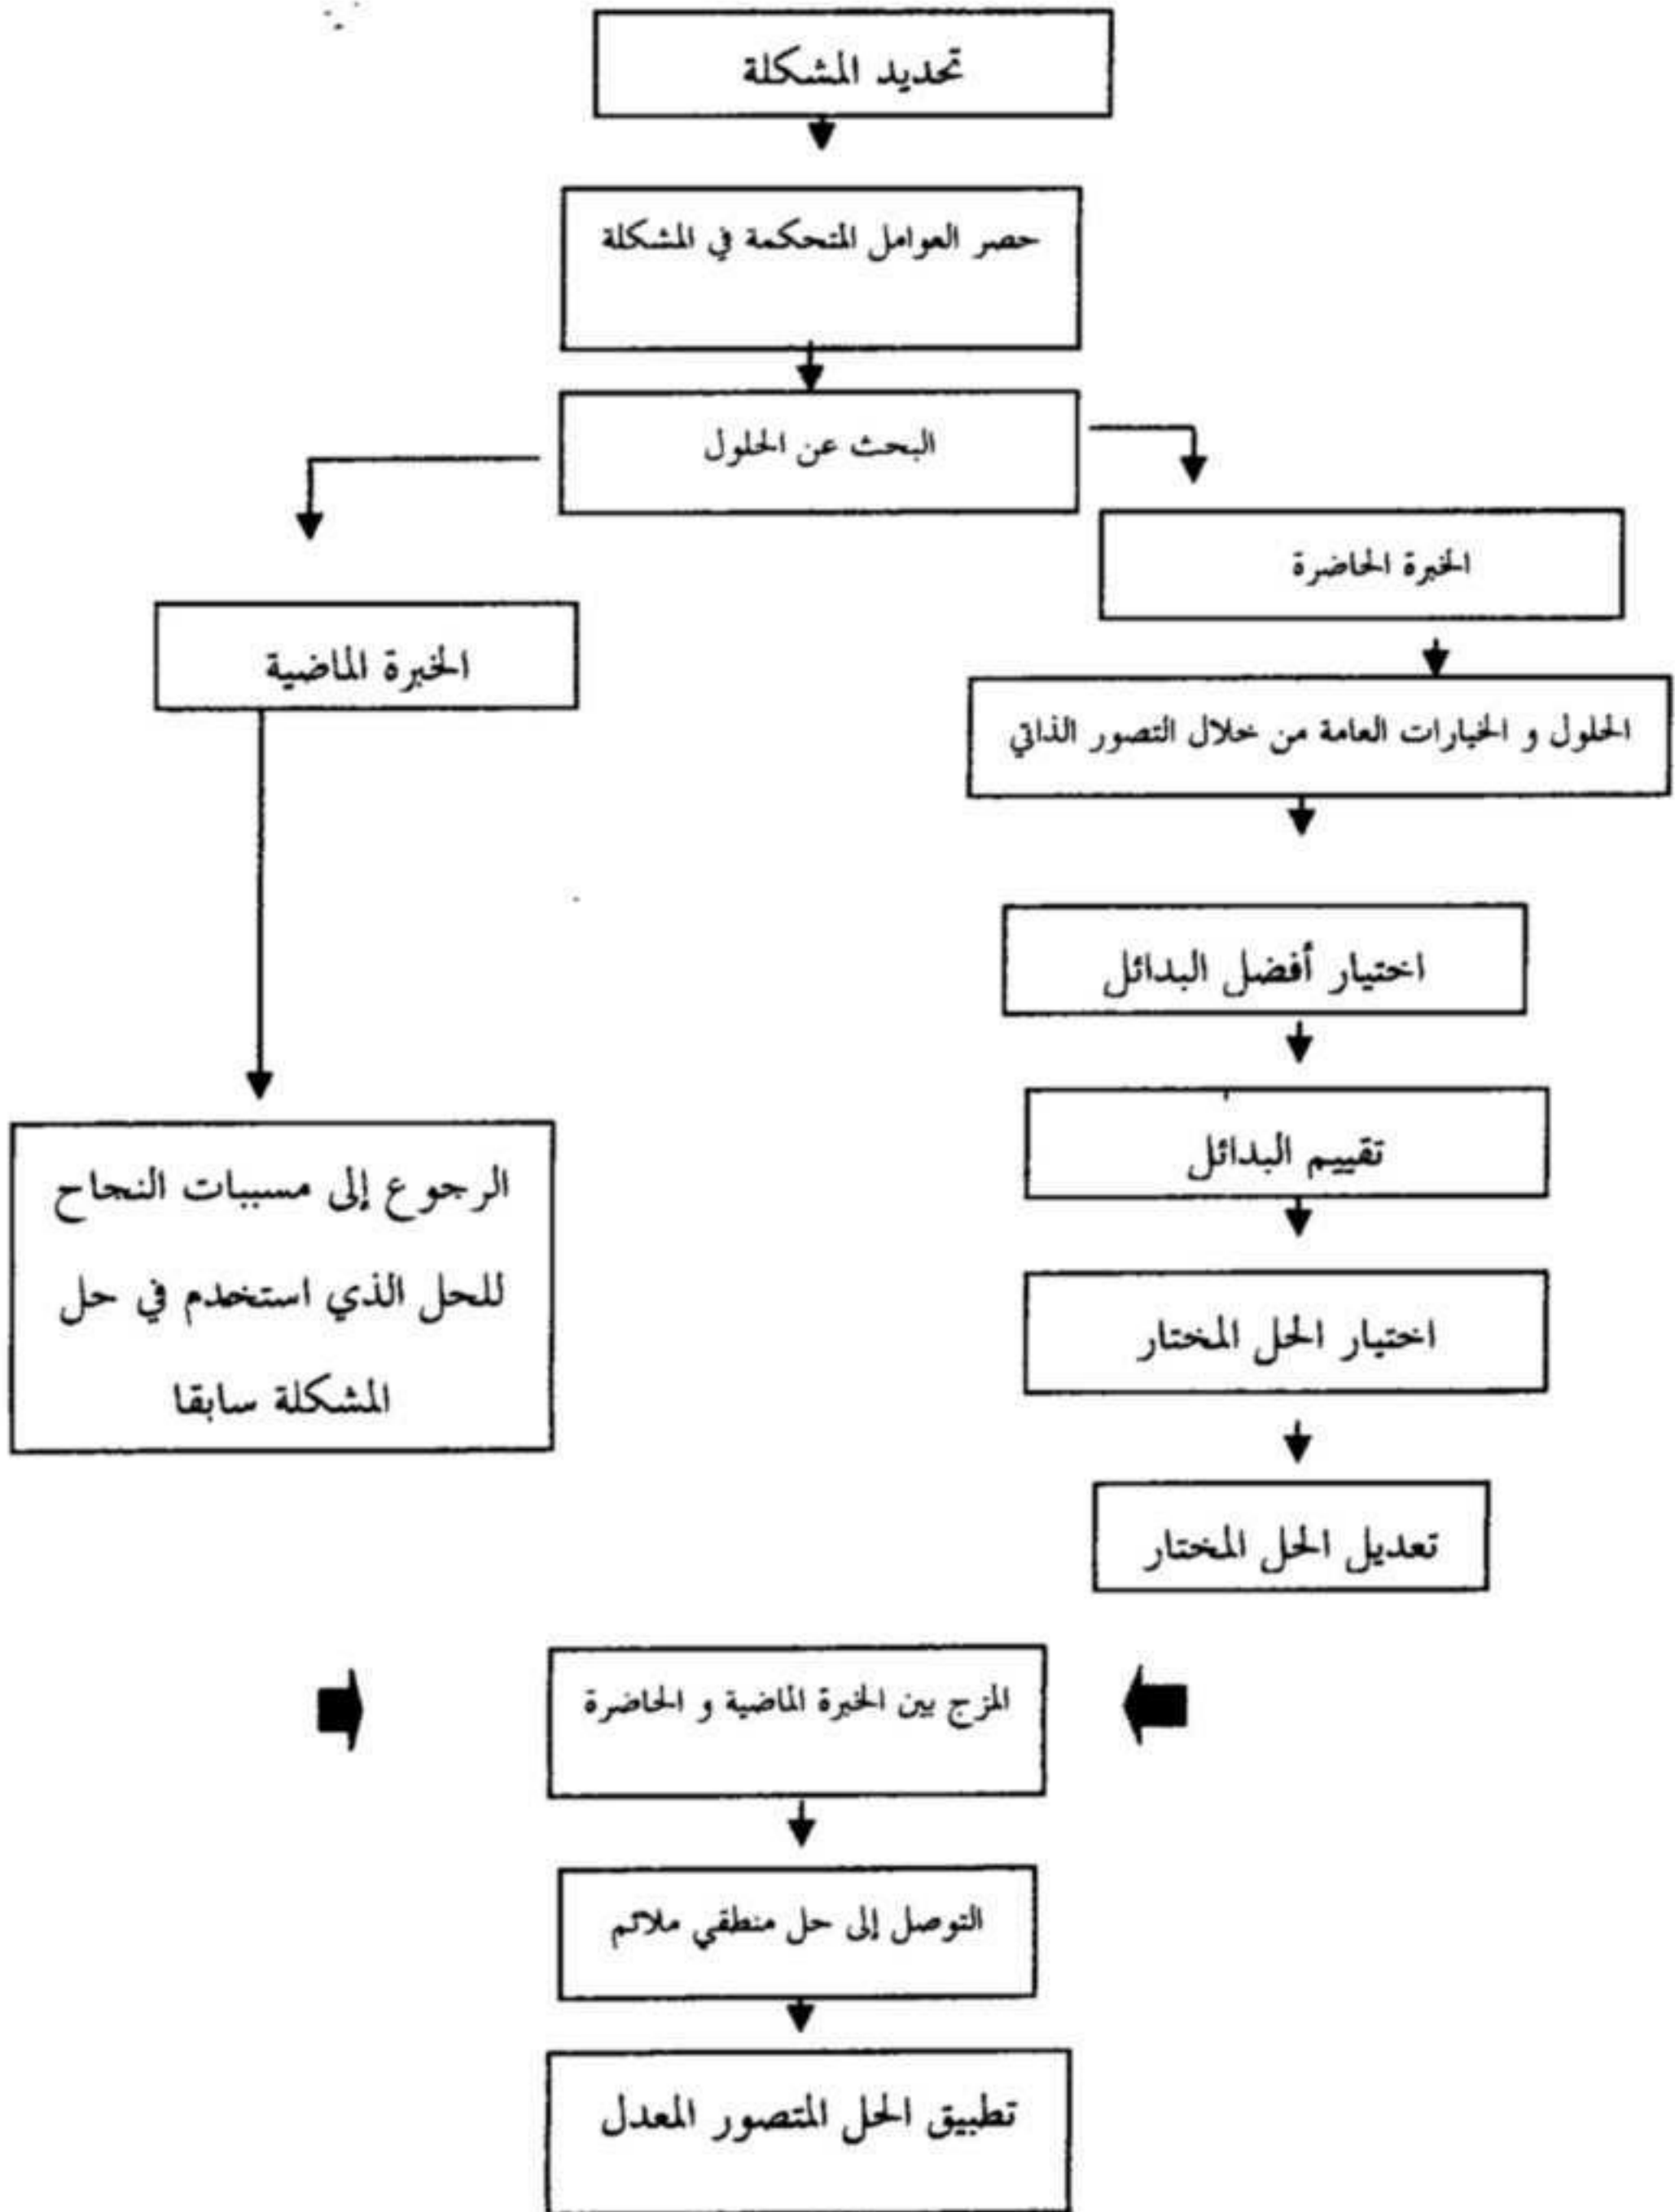 تحديد المشكلة
حصر العوامل المتحكمة في المشكلة
البحث عن الحلول
الخبرة الحاضرة
الخبرة الماضية
الحلول و الخيارات العامة من خلال التصور الذاتي
اختيار أفضل البدائل
تقييم البدائل
الرجوع إلى مسببات النجاح
للحل الذي استخدم في حل
المشكلة سابقا
اختيار الحل المختار
تعديل الحل المختار
المزج بين الخبرة الماضية و الحاضرة
التوصل إلى حل منطقي ملائم
تطبيق الحل المتصور المعدل